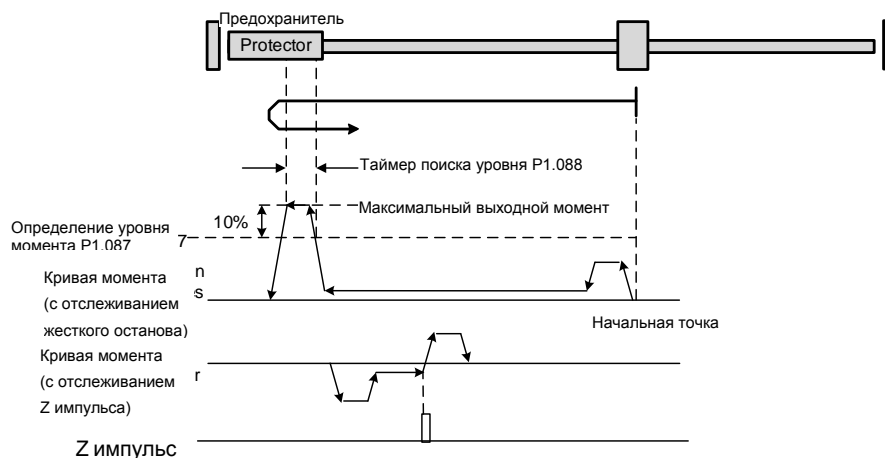 Предохранитель
Protector
Таймер поиска уровня P1.088
Максимальный выходной момент
10%
Определение уровня
момента P1.087
7
Кривая момента
n
(с отслеживанием
s
жесткого останова)
Начальная точка
Кривая момента
(с отслеживанием
r
Z импульса)
Z импульс